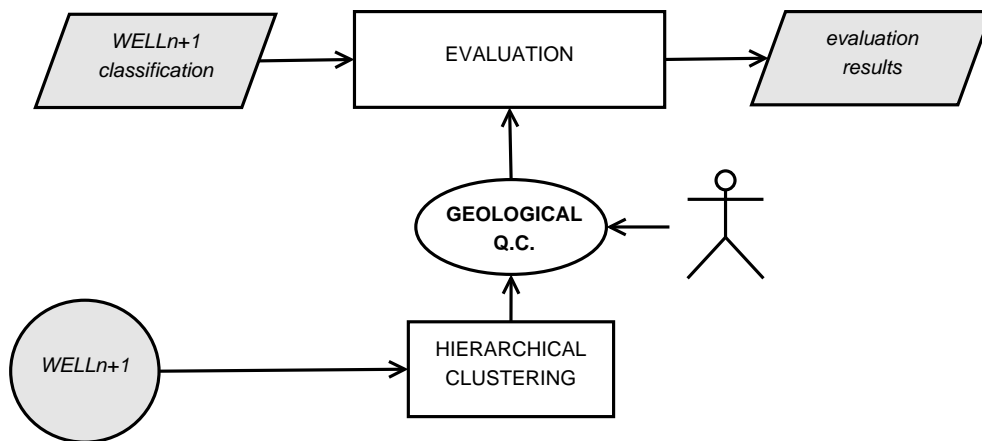 WELLn+1
classification
EVALUATION
evaluation
results
GEOLOGICAL
Q.C.
WELLn+1
HIERARCHICAL
CLUSTERING